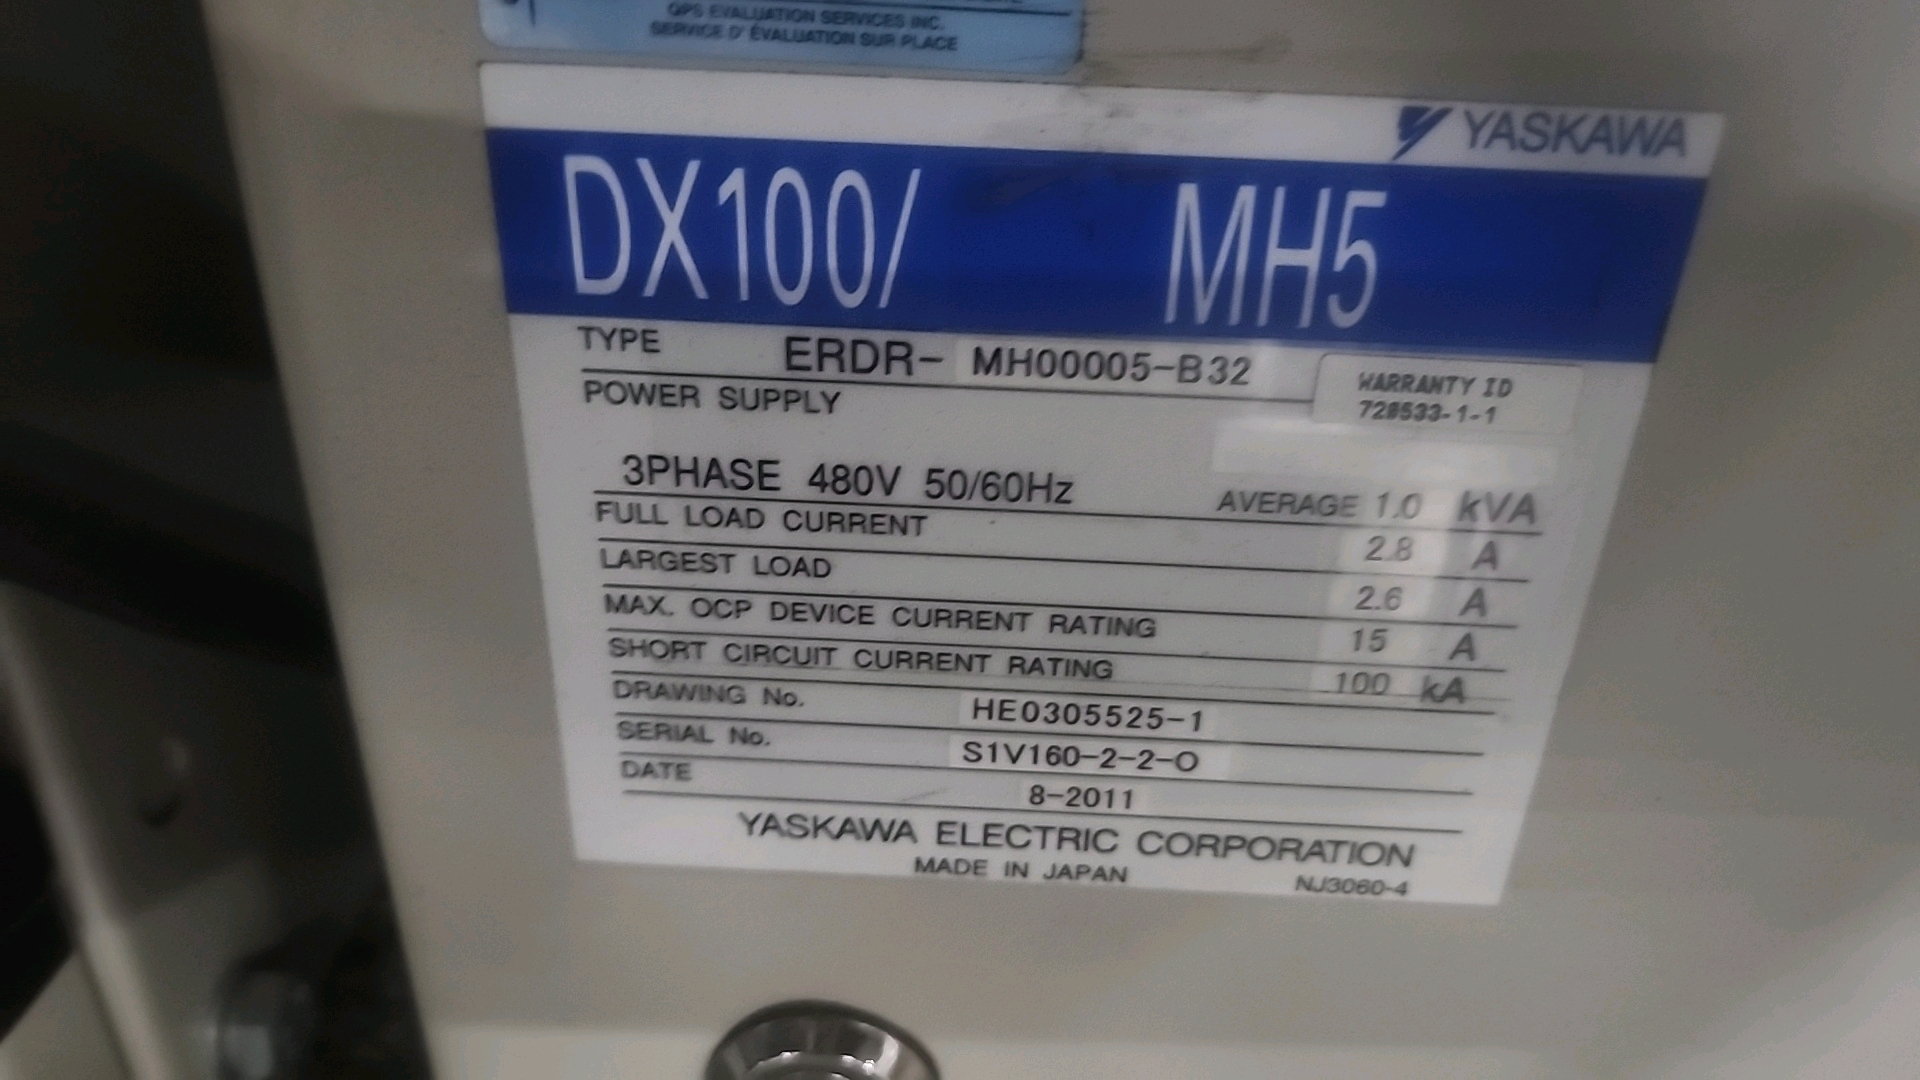 QPS EVALUATION SERVICES INC.
SERVICE D' ÉVALUATION SUR PLACE
YASKAWA
DX100/ MH5
TYPE ERDR- MH00005-B32
WARRANTY ID
728533-1-1
POWER SUPPLY
3PHASE 480V 50/60Hz AVERAGE 1.0 kVA
FULL LOAD CURRENT 2.8 A
LARGEST LOAD 2.6 A
MAX. OCP DEVICE CURRENT RATING 15 A
SHORT CIRCUIT CURRENT RATING 100 kA
DRAWING No. HE0305525-1
SERIAL No. S1V160-2-2-O
DATE 8-2011
YASKAWA ELECTRIC CORPORATION
MADE IN JAPAN
NJ3060-4